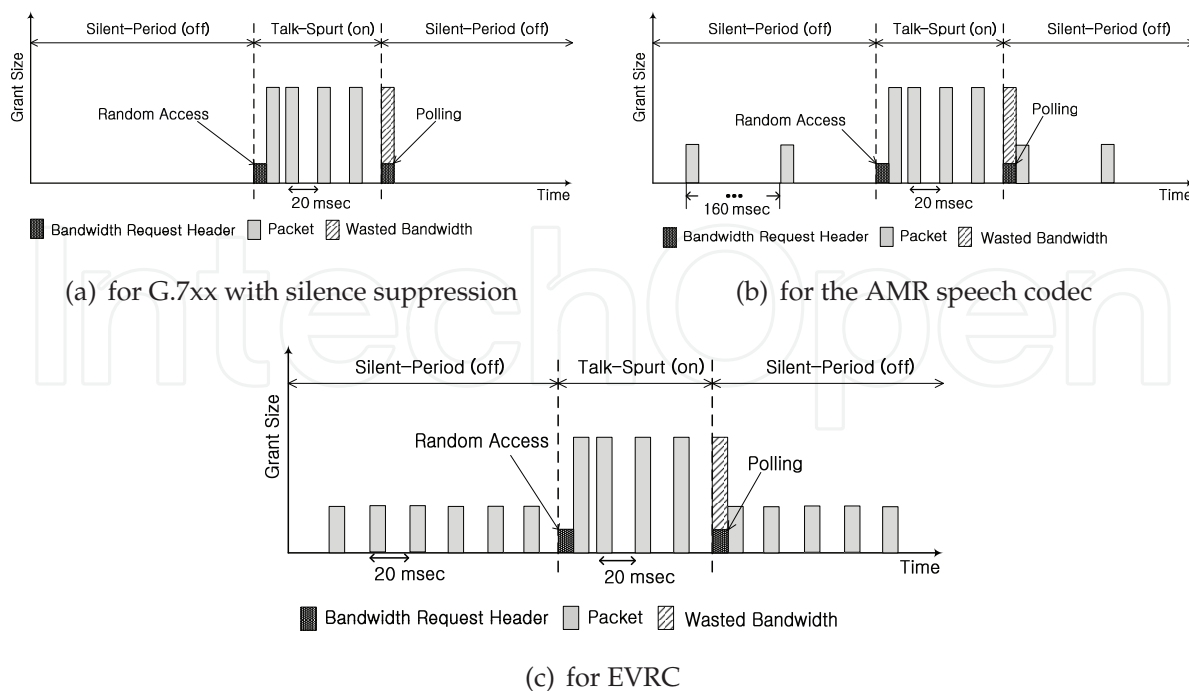 Silent-Period (off) Talk-Spurt (on) Silent-Period (off)
Grant Size
Random Access
Polling
20 msec
Time
Bandwidth Request Header Packet Wasted Bandwidth
(a) for G.7xx with silence suppression
Silent-Period (off) Talk-Spurt (on) Silent-Period (off)
Grant Size
Random Access
Polling
•••
160 msec
20 msec
Time
Bandwidth Request Header Packet Wasted Bandwidth
(b) for the AMR speech codec
IntechOpen
Silent-Period (off) Talk-Spurt (on) Silent-Period (off)
Grant Size
Random Access
Polling
20 msec
20 msec
Time
Bandwidth Request Header Packet Wasted Bandwidth
(c) for EVRC